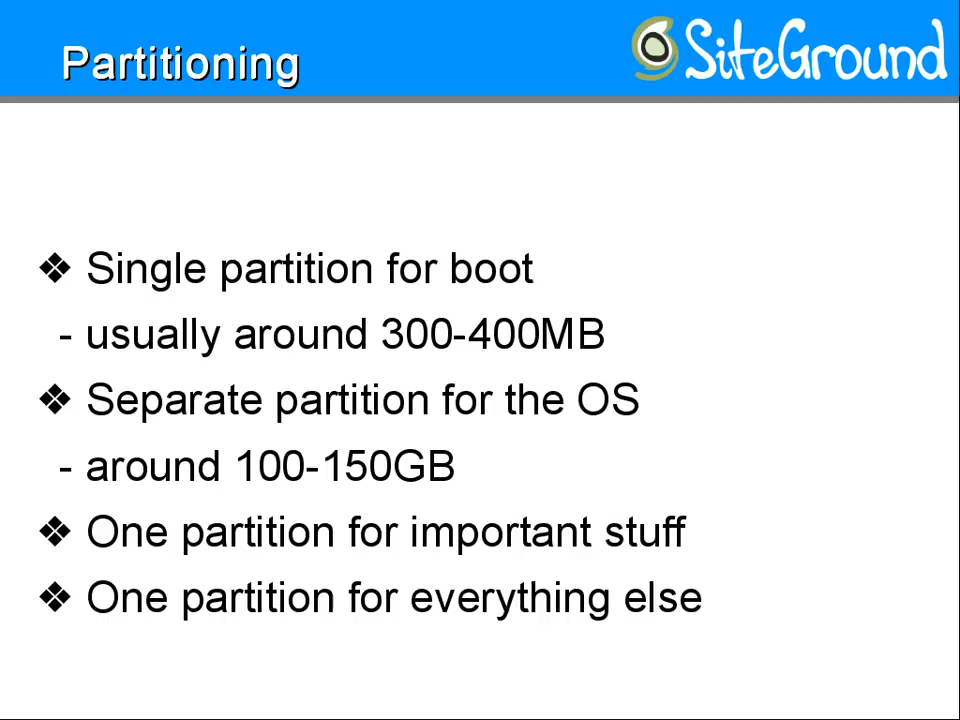 Partitioning
SiteGround
❖ Single partition for boot
- usually around 300-400MB
❖ Separate partition for the OS
- around 100-150GB
❖ One partition for important stuff
❖ One partition for everything else